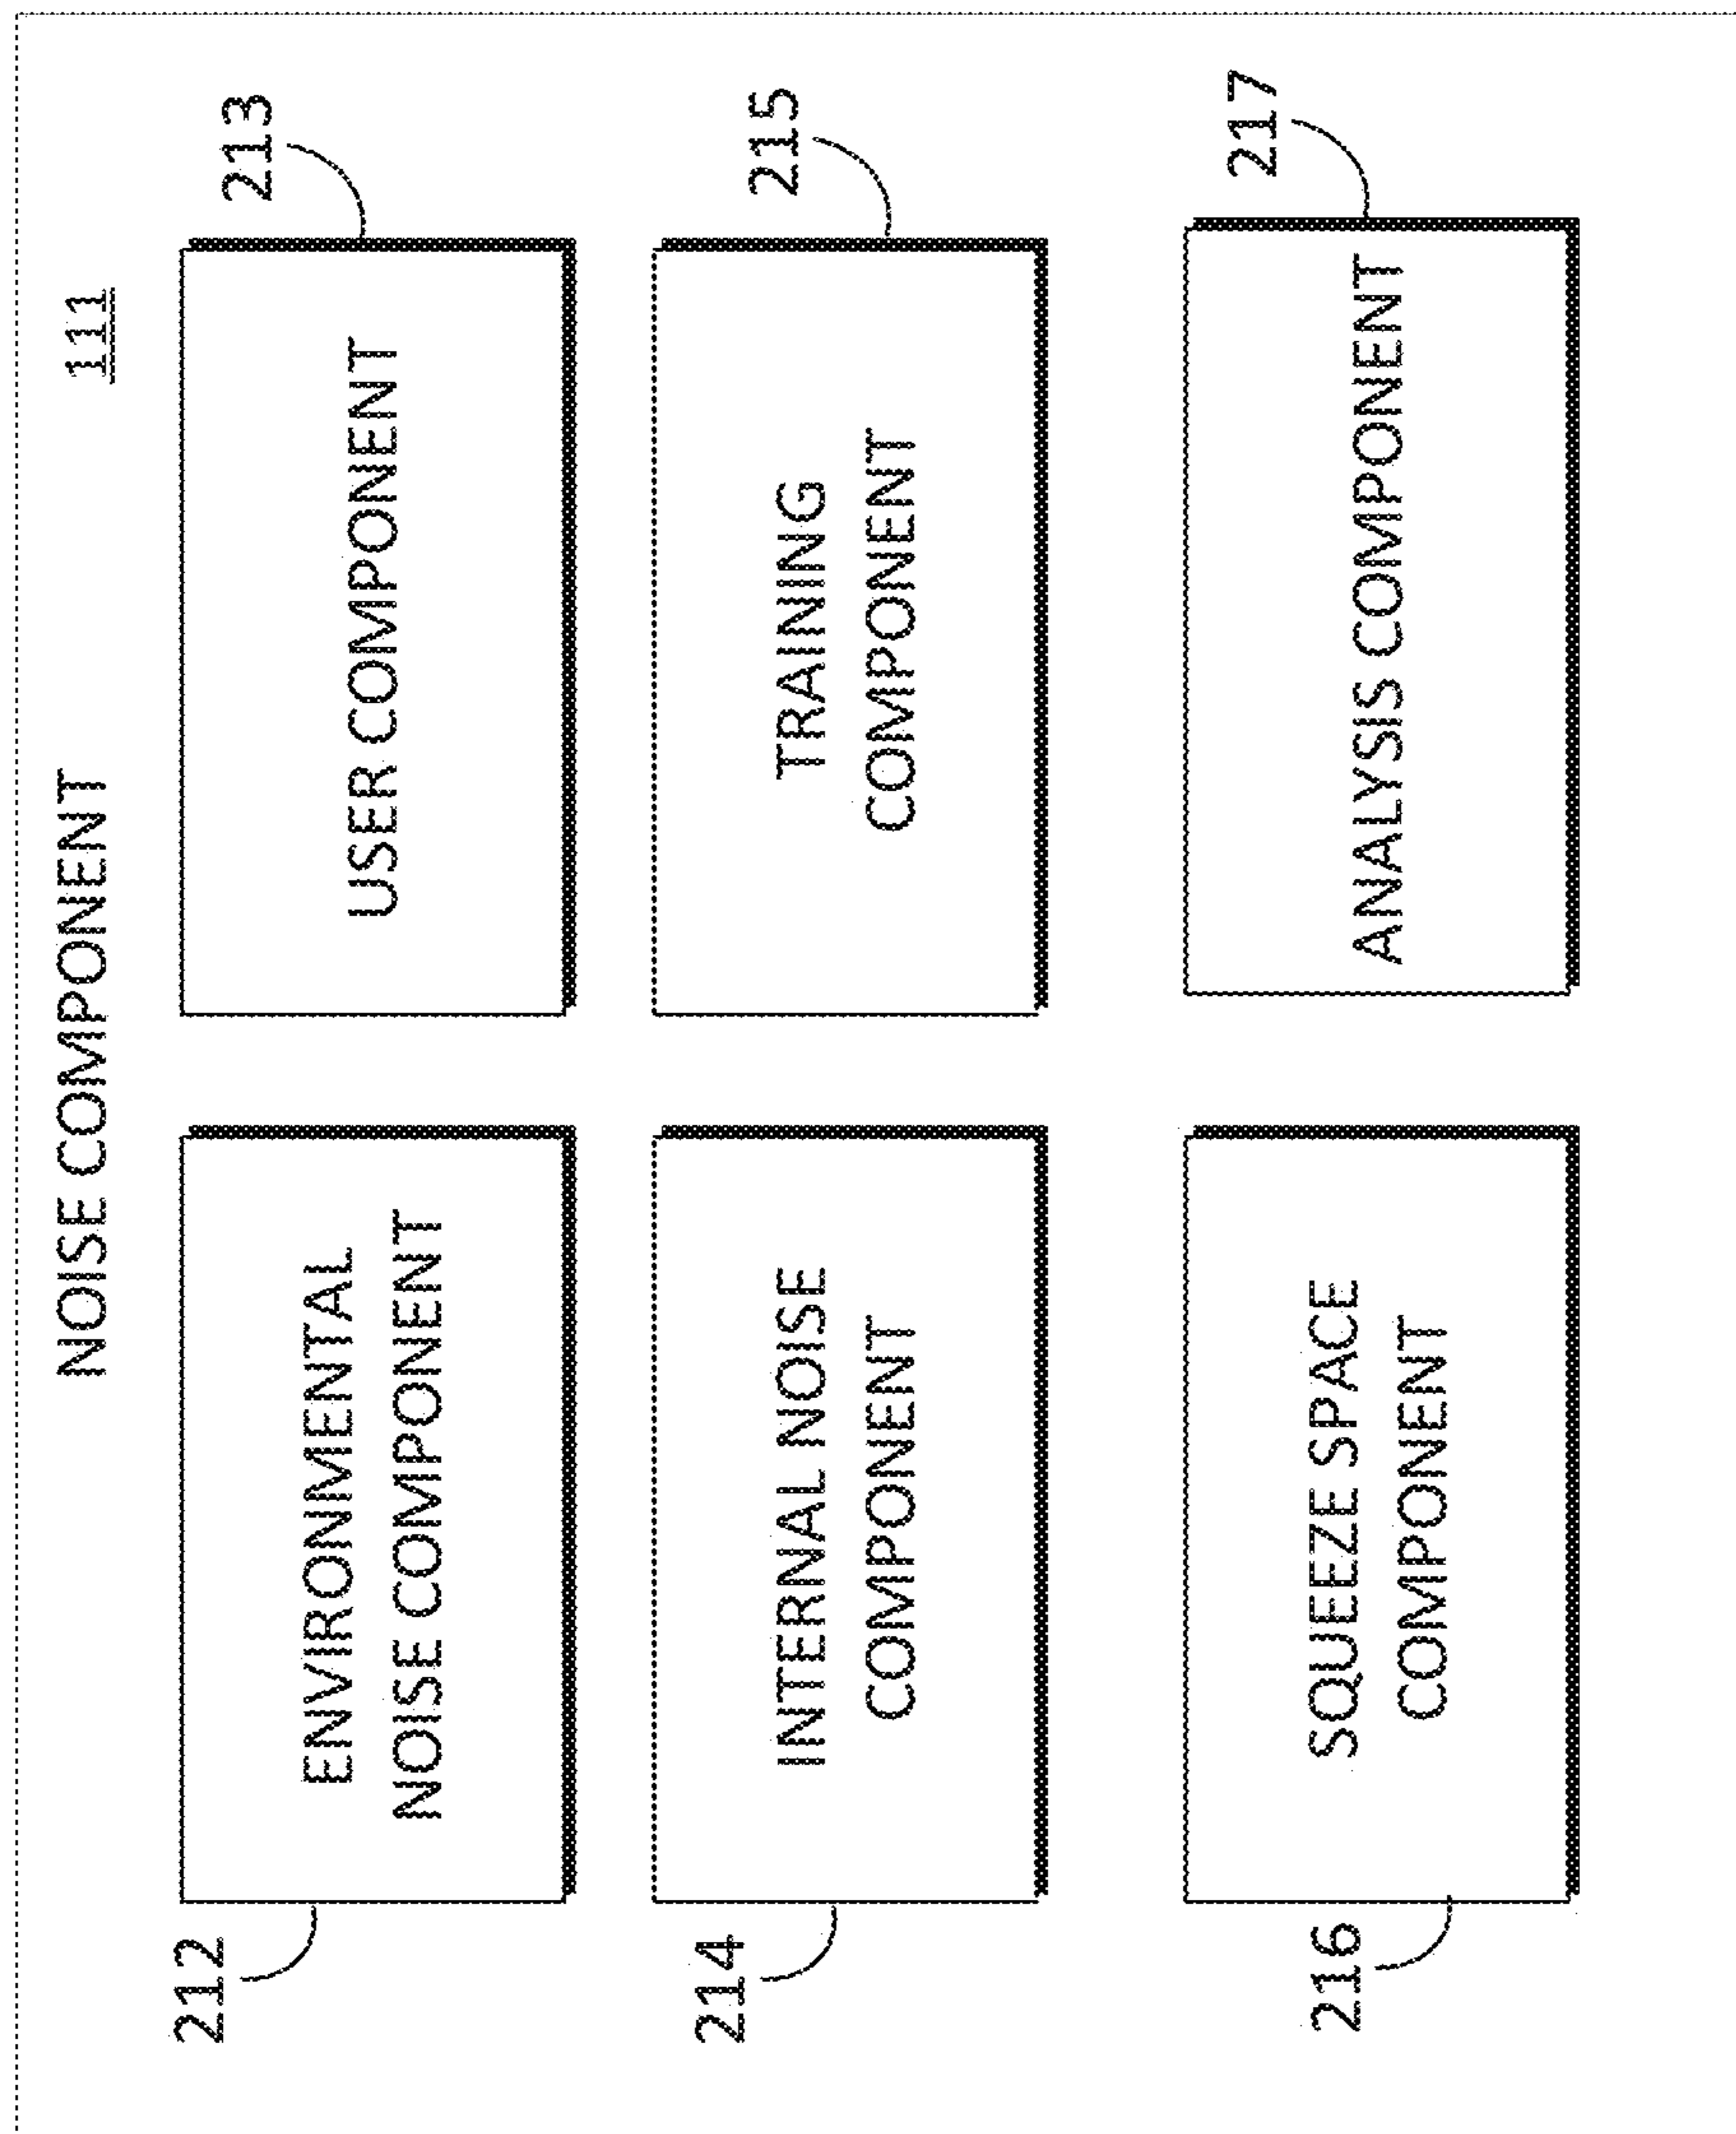 NOISE COMPONENT
111
212
ENVIRONMENTAL
NOISE COMPONENT
213
USER COMPONENT
214
INTERNAL NOISE
COMPONENT
215
TRAINING
COMPONENT
216
SQUEEZE SPACE
COMPONENT
217
ANALYSIS COMPONENT